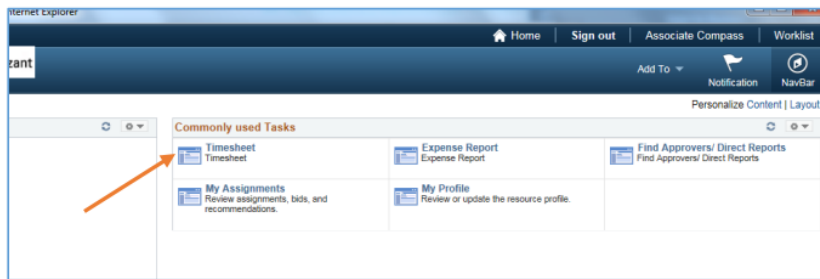 Internet Explorer
Home Sign out Associate Compass Worklist
zant
Add To
Notification NavBar
Personalize Content | Layout
Commonly used Tasks
Timesheet Expense Report Find Approvers/ Direct Reports
Timesheet Expense Report Find Approvers/ Direct Reports
My Assignments My Profile
Review assignments, bids, and Review or update the resource profile.
recommendations.